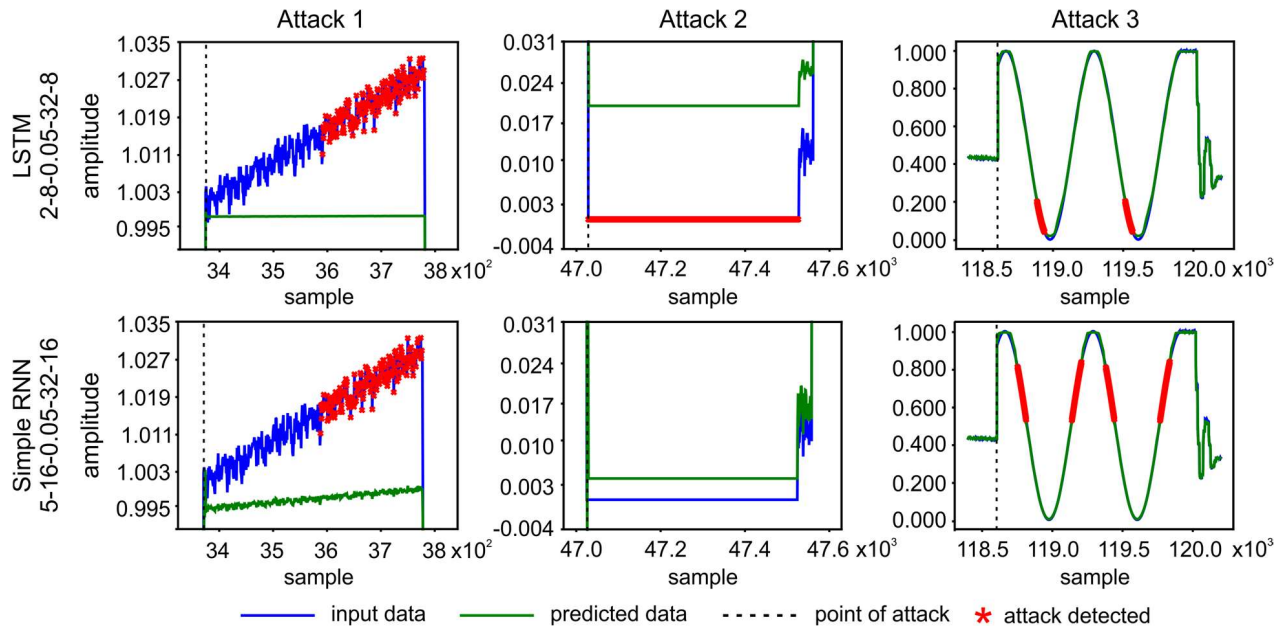 Attack 1 Attack 2 Attack 3
LSTM
2-8-0.05-32-8
amplitude
1.035
1.027
1.019
1.011
1.003
0.995
34 35 36 37 38 x10²
sample
0.031
0.024
0.017
0.010
0.003
-0.004
47.0 47.2 47.4 47.6 x10³
sample
1.000
0.800
0.600
0.400
0.200
0.000
118.5 119.0 119.5 120.0 x10³
sample
Simple RNN
5-16-0.05-32-16
amplitude
1.035
1.027
1.019
1.011
1.003
0.995
34 35 36 37 38 x10²
sample
0.031
0.024
0.017
0.010
0.003
-0.004
47.0 47.2 47.4 47.6 x10³
sample
1.000
0.800
0.600
0.400
0.200
0.000
118.5 119.0 119.5 120.0 x10³
sample
input data predicted data point of attack attack detected